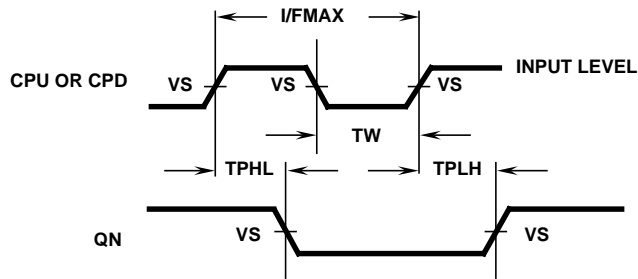 I/FMAX
CPU OR CPD
VS
VS
VS
INPUT LEVEL
TW
TPHL
TPLH
QN
VS
VS